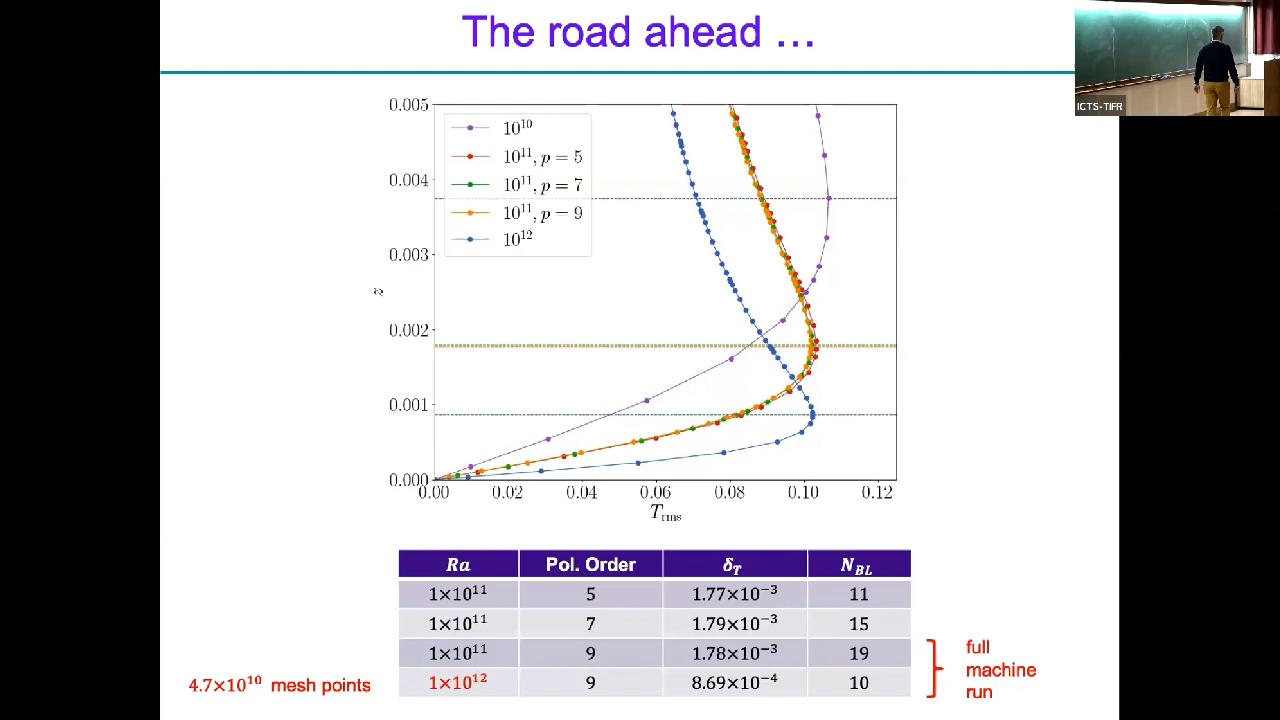 The road ahead ...
ICTS-TIFR
0.005
0.004
0.003
0.002
0.001
0.000
z
10¹⁰
10¹¹, p = 5
10¹¹, p = 7
10¹¹, p = 9
10¹²
0.00 0.02 0.04 0.06 0.08 0.10 0.12
Tᵣₘₛ
Ra Pol. Order δ_T N_BL
1×10¹¹ 5 1.77×10⁻³ 11
1×10¹¹ 7 1.79×10⁻³ 15
1×10¹¹ 9 1.78×10⁻³ 19
1×10¹² 9 8.69×10⁻⁴ 10
4.7×10¹⁰ mesh points
full
machine
run